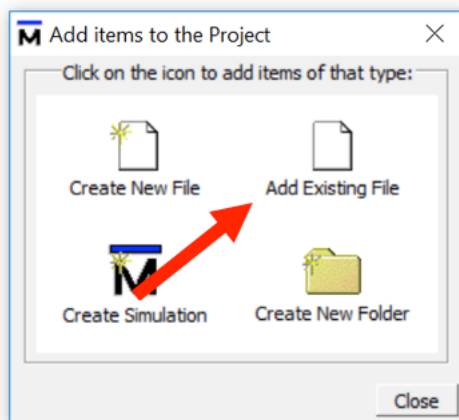 M Add items to the Project
Click on the icon to add items of that type:
Create New File
Add Existing File
M
Create Simulation
Create New Folder
Close